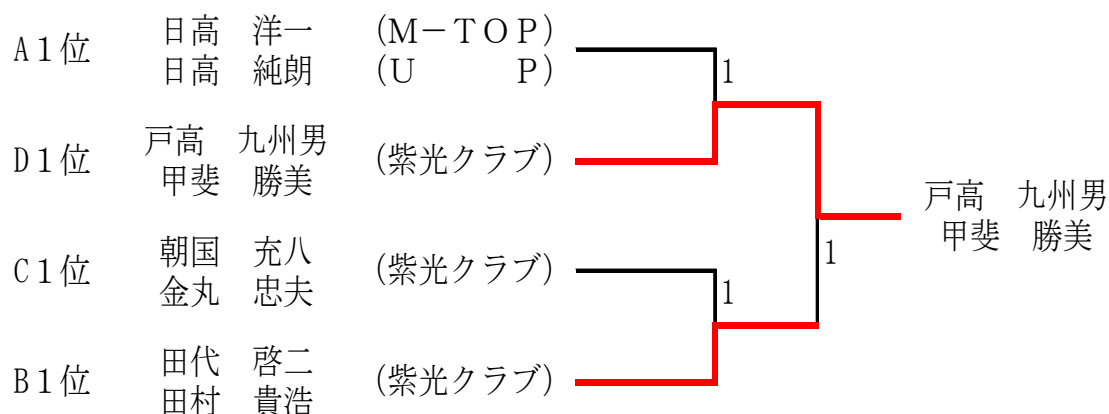 A1位 日高 洋一 (M－TOP)
日高 純朗 (U P)
1
D1位 戸高 九州男 (紫光クラブ)
甲斐 勝美
戸高 九州男
甲斐 勝美
1
C1位 朝国 充八 (紫光クラブ)
金丸 忠夫
1
B1位 田代 啓二 (紫光クラブ)
田村 貴浩